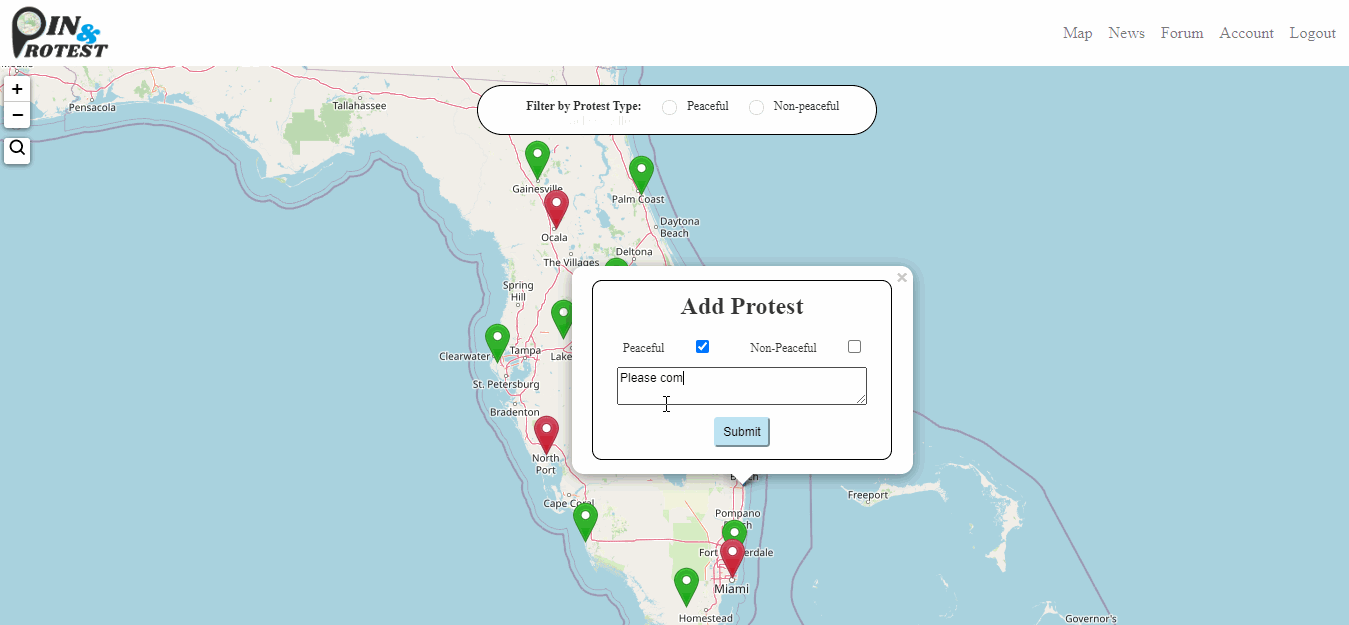 PIN&
PROTEST
Map News Forum Account Logout
+
−
Pensacola
Tallahassee
Filter by Protest Type: Peaceful Non-peaceful
Gainesville
Palm Coast
Ocala
Daytona
Beach
Deltona
The Villages
Spring
Hill
×
Add Protest
Peaceful Non-Peaceful
Please com
Submit
Clearwater
Tampa
Lake
St. Petersburg
Bradenton
North
Port
Cape Coral
Freeport
Pompano
Beach
Fort Lauderdale
Miami
Homestead
Governor's